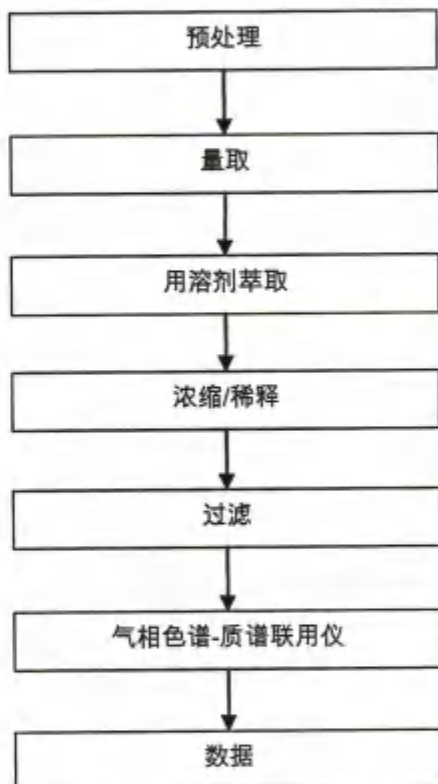 预处理
量取
用溶剂萃取
浓缩/稀释
过滤
气相色谱-质谱联用仪
数据